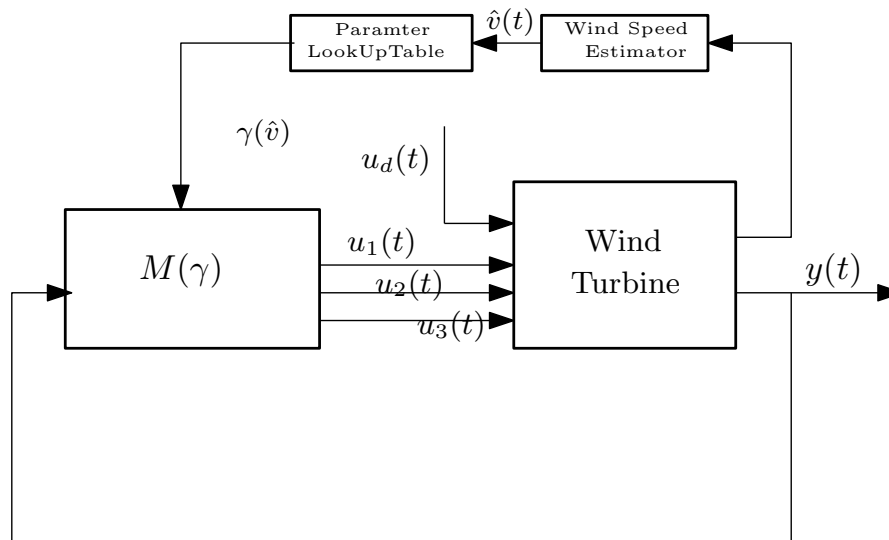 Paramter
LookUpTable
v̂(t)
Wind Speed
Estimator
γ(v̂)
u_d(t)
M(γ)
u_1(t)
u_2(t)
u_3(t)
Wind
Turbine
y(t)